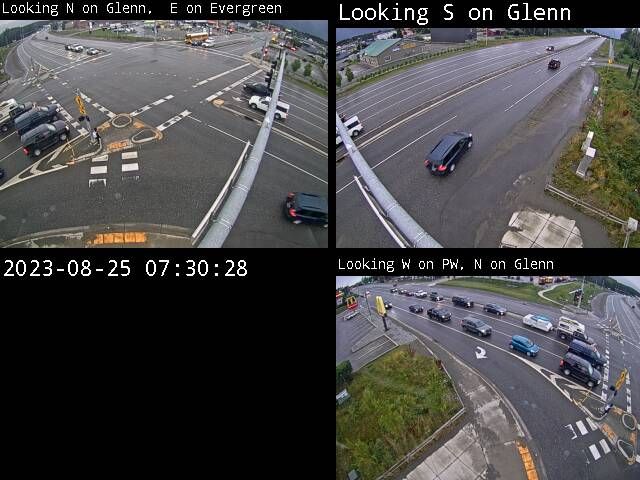 Looking N on Glenn,  E on Evergreen
Looking S on Glenn
2023-08-25 07:30:28
Looking W on PW, N on Glenn